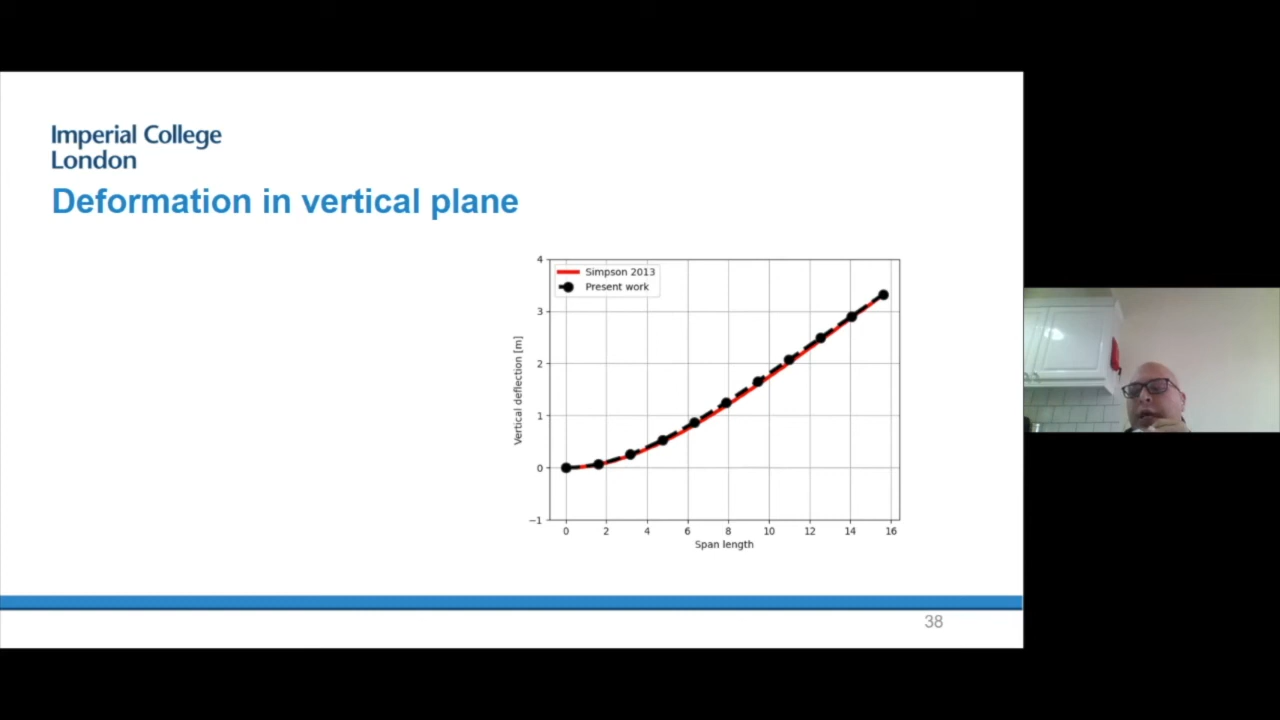 Imperial College
London
Deformation in vertical plane
Simpson 2013
Present work
4
3
2
1
0
−1
Vertical deflection [m]
0 2 4 6 8 10 12 14 16
Span length
38